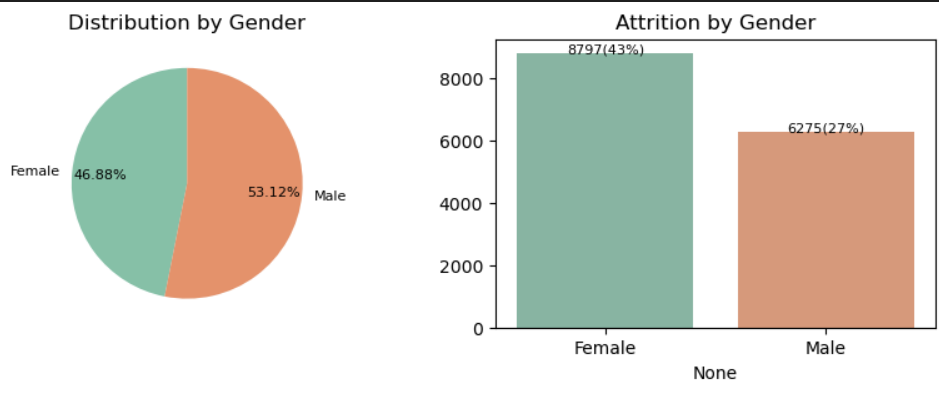 Distribution by Gender
Female
46.88%
53.12%
Male
Attrition by Gender
8797(43%)
6275(27%)
8000
6000
4000
2000
0
Female
Male
None